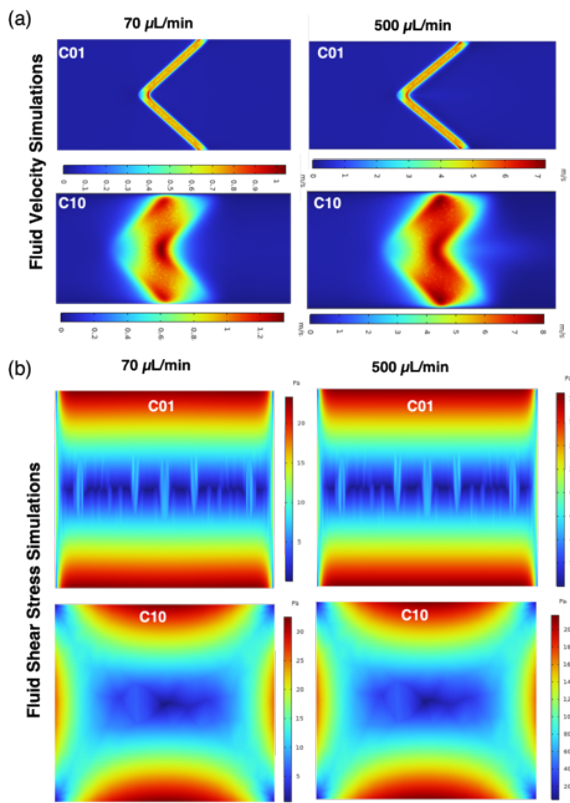 (a)
70 µL/min
500 µL/min
Fluid Velocity Simulations
C01
C01
0 0.1 0.2 0.3 0.4 0.5 0.6 0.7 0.8 0.9 1
m/s
0 1 2 3 4 5 6 7
m/s
C10
C10
0 0.2 0.4 0.6 0.8 1 1.2
m/s
0 1 2 3 4 5 6 7 8
m/s
(b)
70 µL/min
500 µL/min
Fluid Shear Stress Simulations
C01
Pa
20
15
10
5
C01
C10
Pa
30
25
20
15
10
5
C10